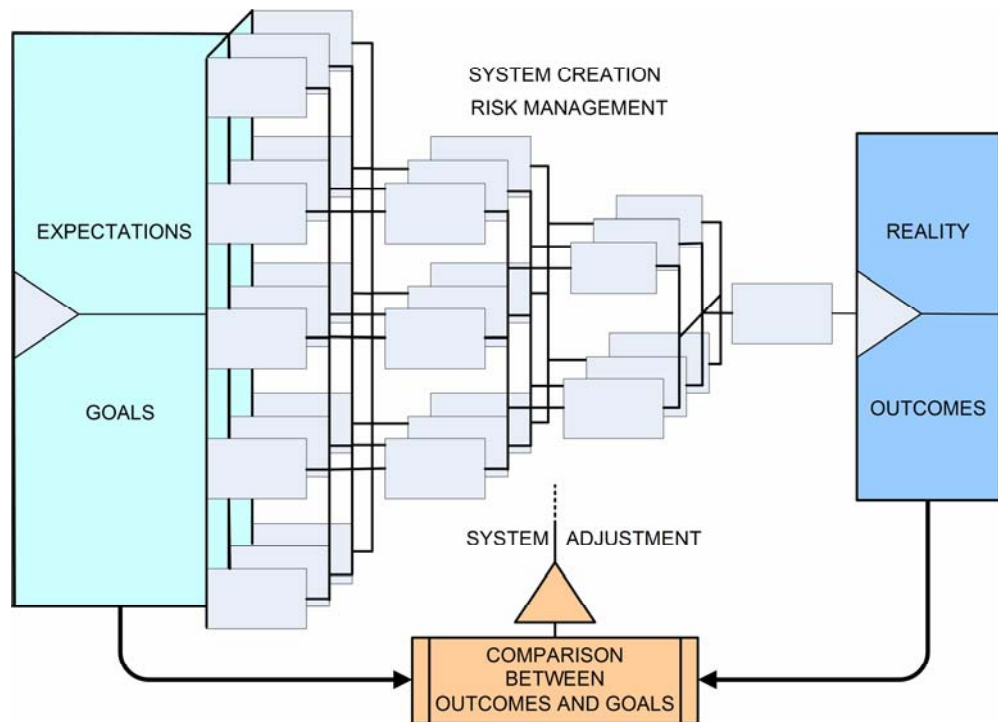 SYSTEM CREATION
RISK MANAGEMENT
EXPECTATIONS
REALITY
GOALS
OUTCOMES
SYSTEM ADJUSTMENT
COMPARISON
BETWEEN
OUTCOMES AND GOALS